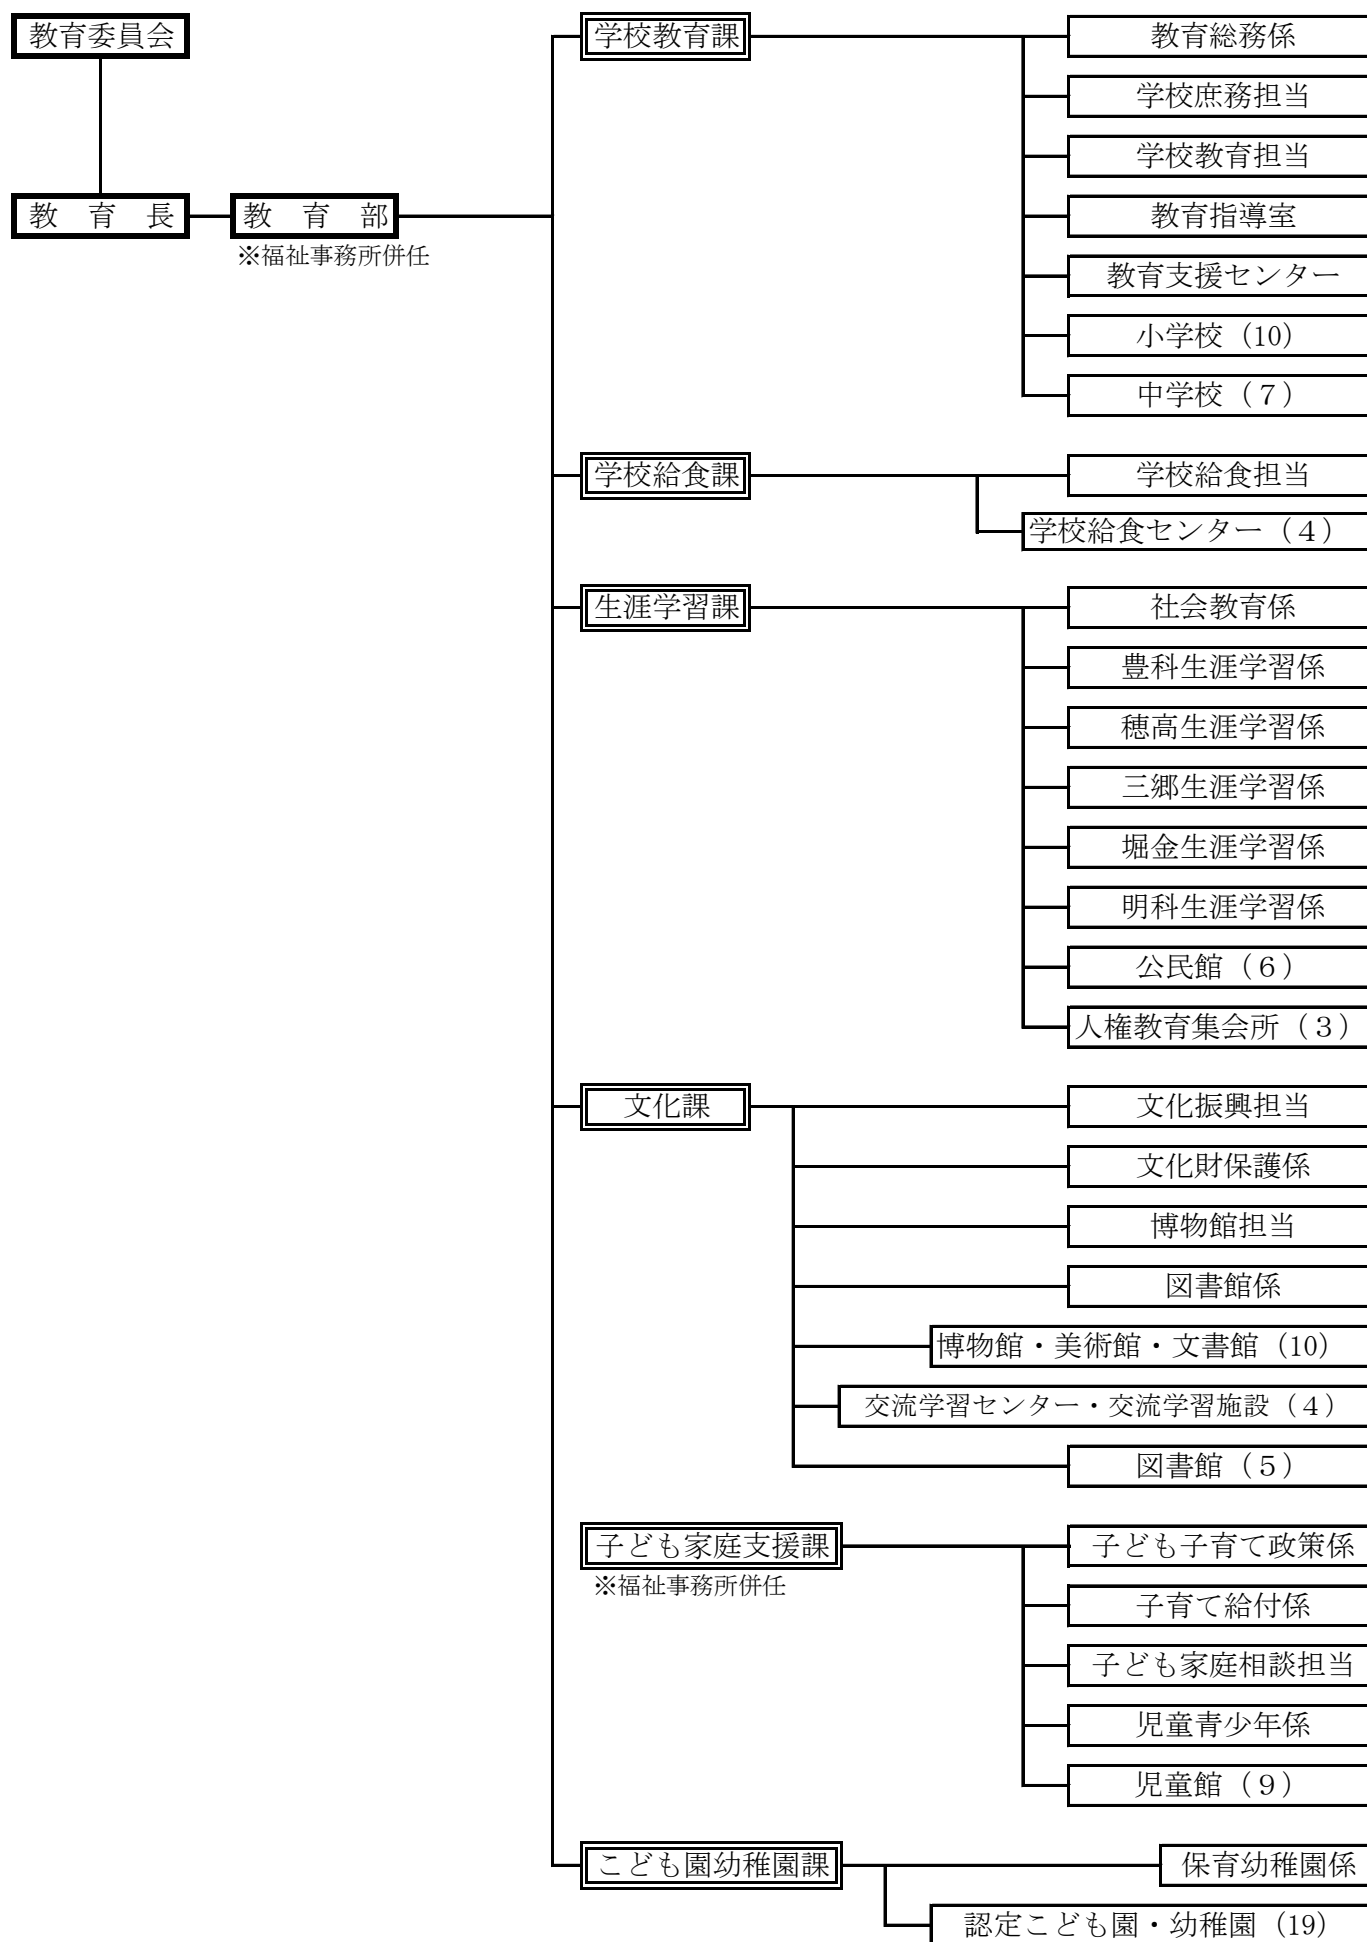 教育委員会
教　育　長
教　育　部
※福祉事務所併任
学校教育課
教育総務係
学校庶務担当
学校教育担当
教育指導室
教育支援センター
小学校（10）
中学校（７）
学校給食課
学校給食担当
学校給食センター（４）
生涯学習課
社会教育係
豊科生涯学習係
穂高生涯学習係
三郷生涯学習係
堀金生涯学習係
明科生涯学習係
公民館（６）
人権教育集会所（３）
文化課
文化振興担当
文化財保護係
博物館担当
図書館係
博物館・美術館・文書館（10）
交流学習センター・交流学習施設（４）
図書館（５）
子ども家庭支援課
※福祉事務所併任
子ども子育て政策係
子育て給付係
子ども家庭相談担当
児童青少年係
児童館（９）
こども園幼稚園課
保育幼稚園係
認定こども園・幼稚園（19）